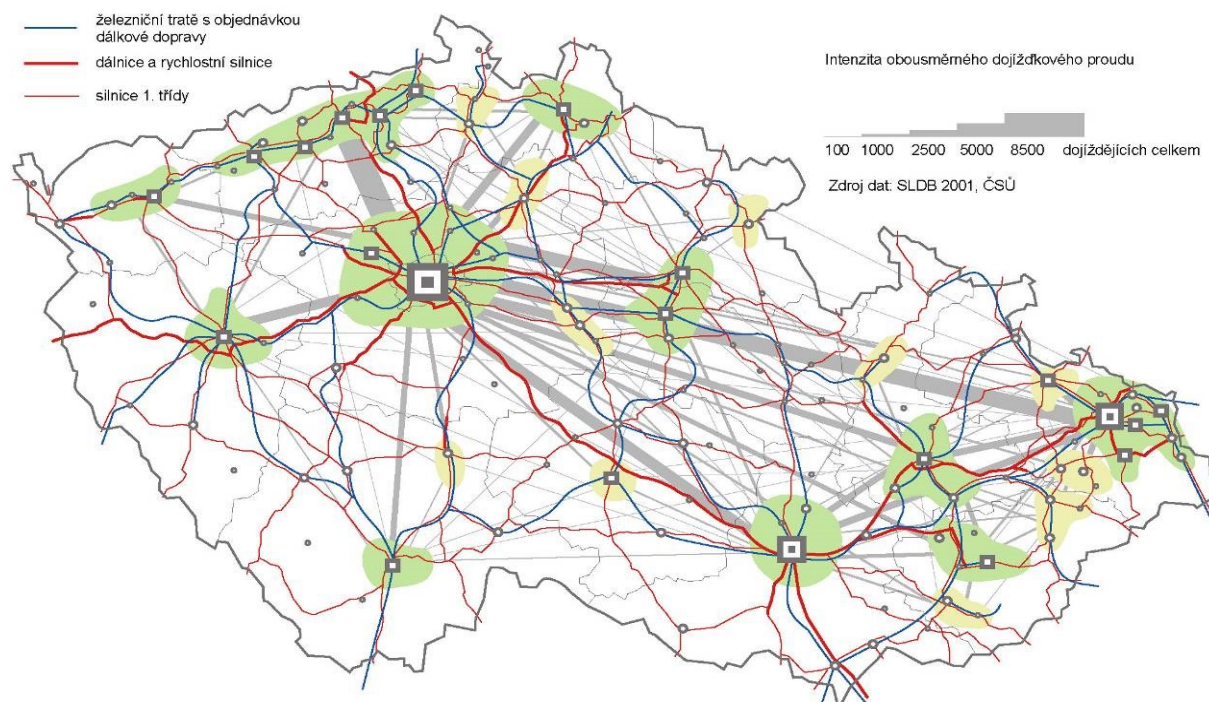 železniční tratě s objednávkou
dálkové dopravy
dálnice a rychlostní silnice
silnice 1. třídy
Intenzita obousměrného dojížďkového proudu
100 1000 2500 5000 8500 dojíždějících celkem
Zdroj dat: SLDB 2001, ČSÚ